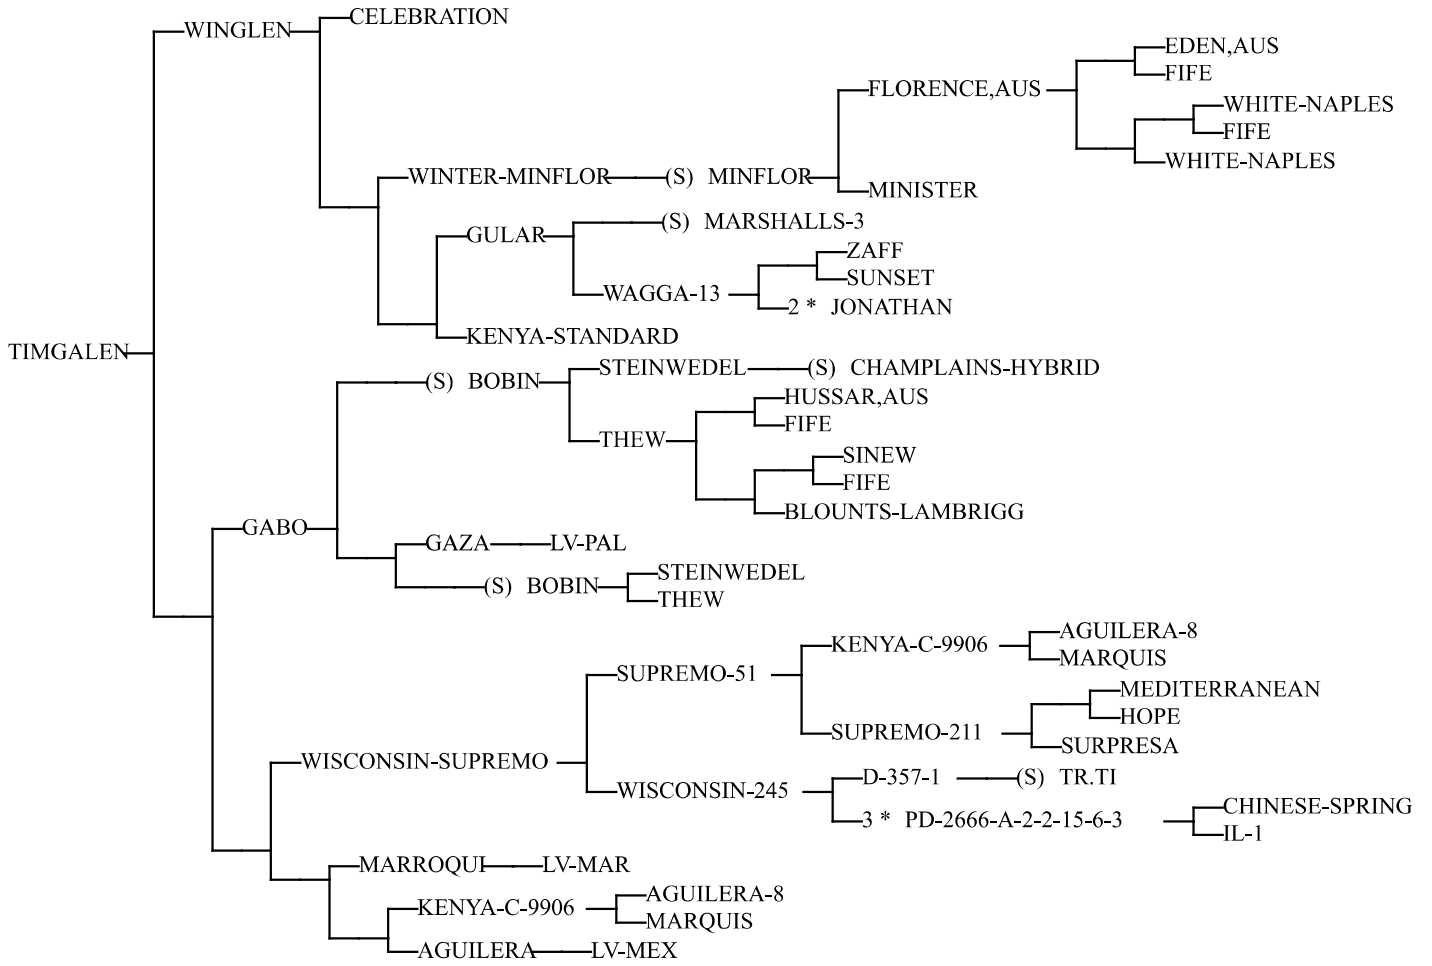 CELEBRATION
WINGLEN
EDEN,AUS
FIFE
FLORENCE,AUS
WHITE-NAPLES
FIFE
WHITE-NAPLES
WINTER-MINFLOR (S) MINFLOR
MINISTER
(S) MARSHALLS-3
GULAR
ZAFF
SUNSET
WAGGA-13
2 * JONATHAN
KENYA-STANDARD
TIMGALEN
STEINWEDEL (S) CHAMPLAINS-HYBRID
(S) BOBIN
HUSSAR,AUS
FIFE
THEW
SINEW
FIFE
BLOUNTS-LAMBRIGG
GABO
GAZA LV-PAL
STEINWEDEL
(S) BOBIN
THEW
AGUILERA-8
KENYA-C-9906
MARQUIS
SUPREMO-51
MEDITERRANEAN
HOPE
SUPREMO-211
SURPRESA
WISCONSIN-SUPREMO
D-357-1 (S) TR.TI
WISCONSIN-245
CHINESE-SPRING
3 * PD-2666-A-2-2-15-6-3
IL-1
MARROQUI LV-MAR
AGUILERA-8
KENYA-C-9906
MARQUIS
AGUILERA LV-MEX